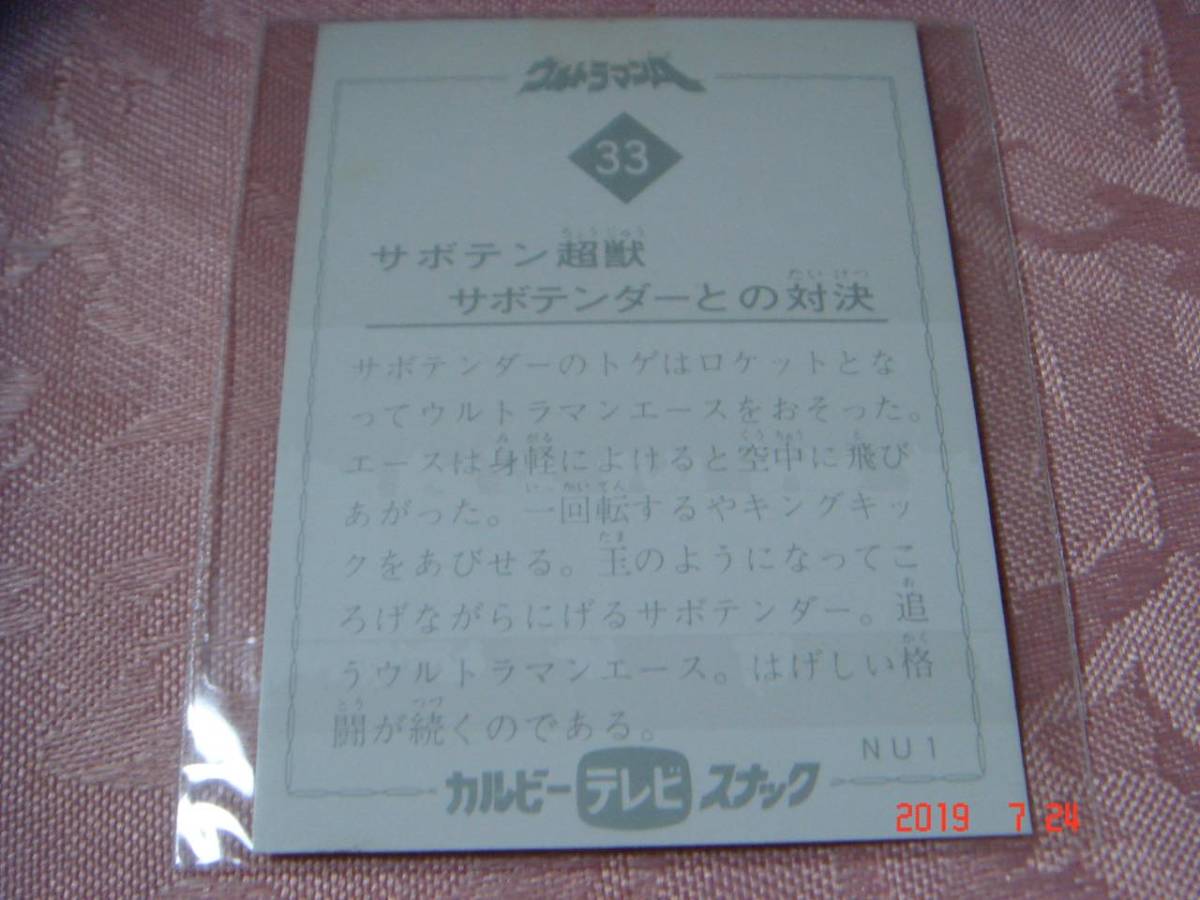 ウルトラマンA
33
サボテン超獣
サボテンダーとの対決
サボテンダーのトゲはロケットとな
ってウルトラマンエースをおそった。
エースは身軽によけると空中に飛び
あがった。一回転するやキングキッ
クをあびせる。玉のようになってこ
ろげながらにげるサボテンダー。追
うウルトラマンエース。はげしい格
闘が続くのである。
NU1
カルビーテレビスナック
2019 7 24